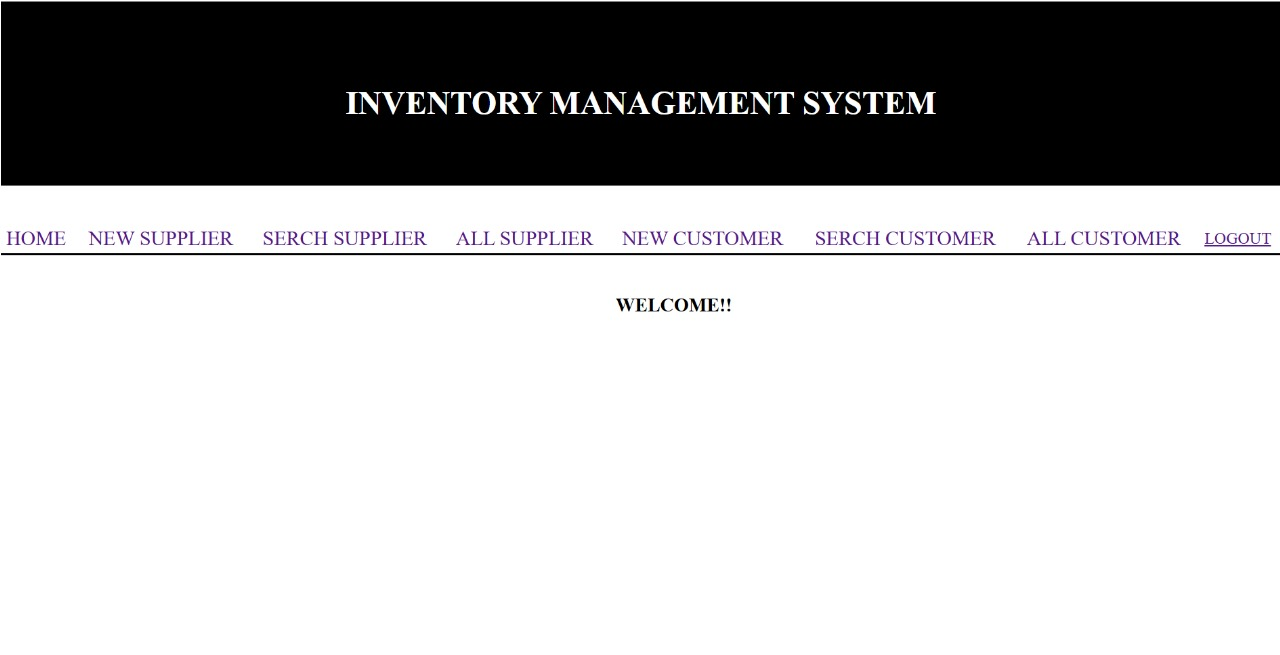 INVENTORY MANAGEMENT SYSTEM
HOME NEW SUPPLIER SERCH SUPPLIER ALL SUPPLIER NEW CUSTOMER SERCH CUSTOMER ALL CUSTOMER LOGOUT
WELCOME!!